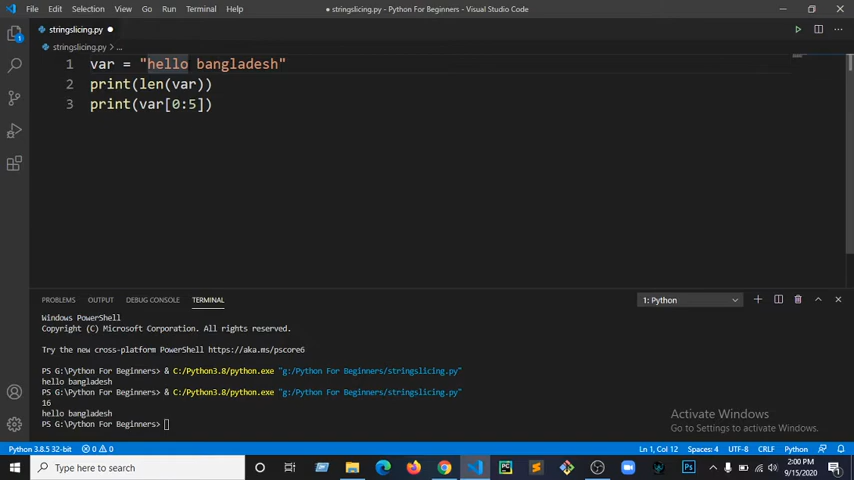 File Edit Selection View Go Run Terminal Help
● stringslicing.py - Python For Beginners - Visual Studio Code
stringslicing.py ●
stringslicing.py > ...
1 var = "hello bangladesh"
2 print(len(var))
3 print(var[0:5])
PROBLEMS OUTPUT DEBUG CONSOLE TERMINAL
1: Python
Windows PowerShell
Copyright (C) Microsoft Corporation. All rights reserved.
Try the new cross-platform PowerShell https://aka.ms/pscore6
PS G:\Python For Beginners> & C:/Python3.8/python.exe "g:/Python For Beginners/stringslicing.py"
hello bangladesh
PS G:\Python For Beginners> & C:/Python3.8/python.exe "g:/Python For Beginners/stringslicing.py"
16
hello bangladesh
PS G:\Python For Beginners>
Activate Windows
Go to Settings to activate Windows.
Python 3.8.5 32-bit 0 0 Ln 1, Col 12 Spaces: 4 UTF-8 CRLF Python
Type here to search
2:00 PM
9/15/2020